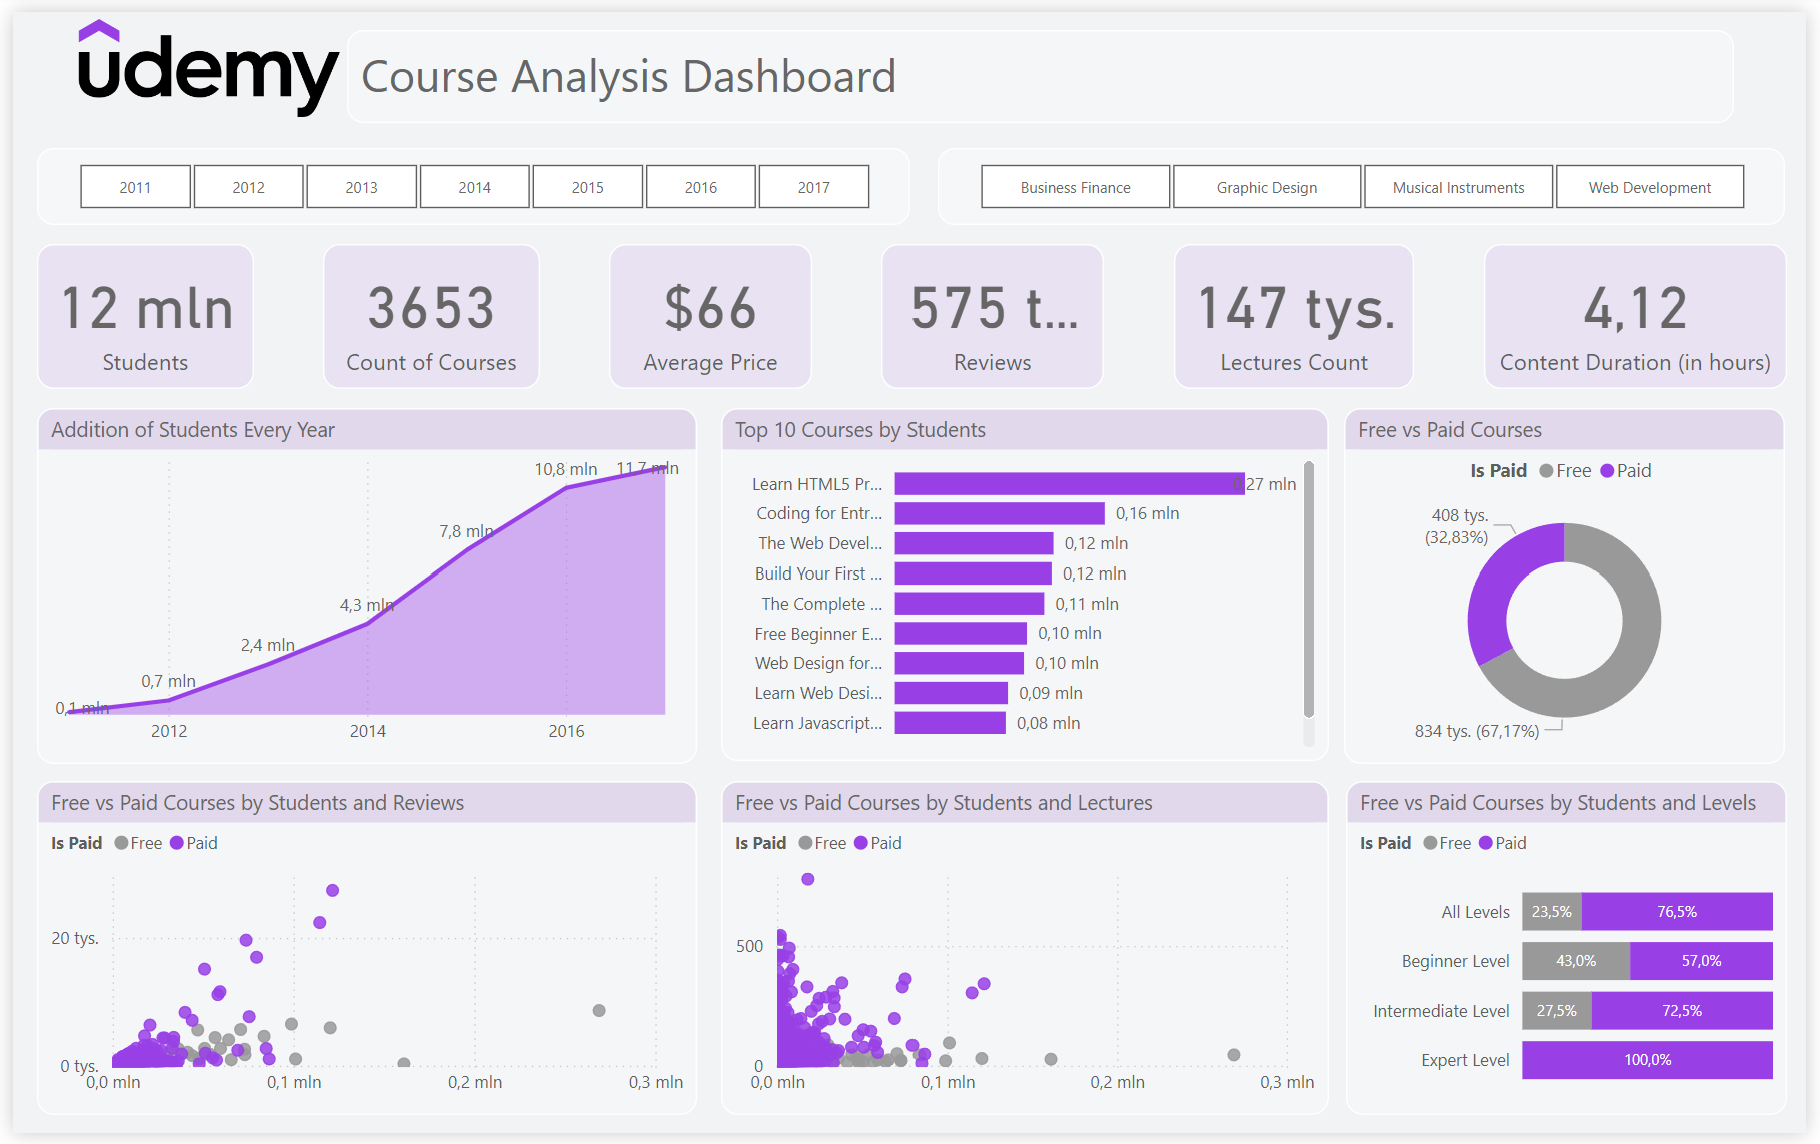 udemy
Course Analysis Dashboard
2011 2012 2013 2014 2015 2016 2017
Business Finance Graphic Design Musical Instruments Web Development
12 mln
Students
3653
Count of Courses
$66
Average Price
575 t...
Reviews
147 tys.
Lectures Count
4,12
Content Duration (in hours)
Addition of Students Every Year
0,1 mln
0,7 mln
2,4 mln
4,3 mln
7,8 mln
10,8 mln
11,7 mln
2012 2014 2016
Top 10 Courses by Students
Learn HTML5 Pr... 0,27 mln
Coding for Entr... 0,16 mln
The Web Devel... 0,12 mln
Build Your First ... 0,12 mln
The Complete ... 0,11 mln
Free Beginner E... 0,10 mln
Web Design for... 0,10 mln
Learn Web Desi... 0,09 mln
Learn Javascript... 0,08 mln
Free vs Paid Courses
Is Paid Free Paid
408 tys.
(32,83%)
834 tys. (67,17%)
Free vs Paid Courses by Students and Reviews
Is Paid Free Paid
20 tys.
0 tys.
0,0 mln 0,1 mln 0,2 mln 0,3 mln
Free vs Paid Courses by Students and Lectures
Is Paid Free Paid
500
0
0,0 mln 0,1 mln 0,2 mln 0,3 mln
Free vs Paid Courses by Students and Levels
Is Paid Free Paid
All Levels 23,5% 76,5%
Beginner Level 43,0% 57,0%
Intermediate Level 27,5% 72,5%
Expert Level 100,0%